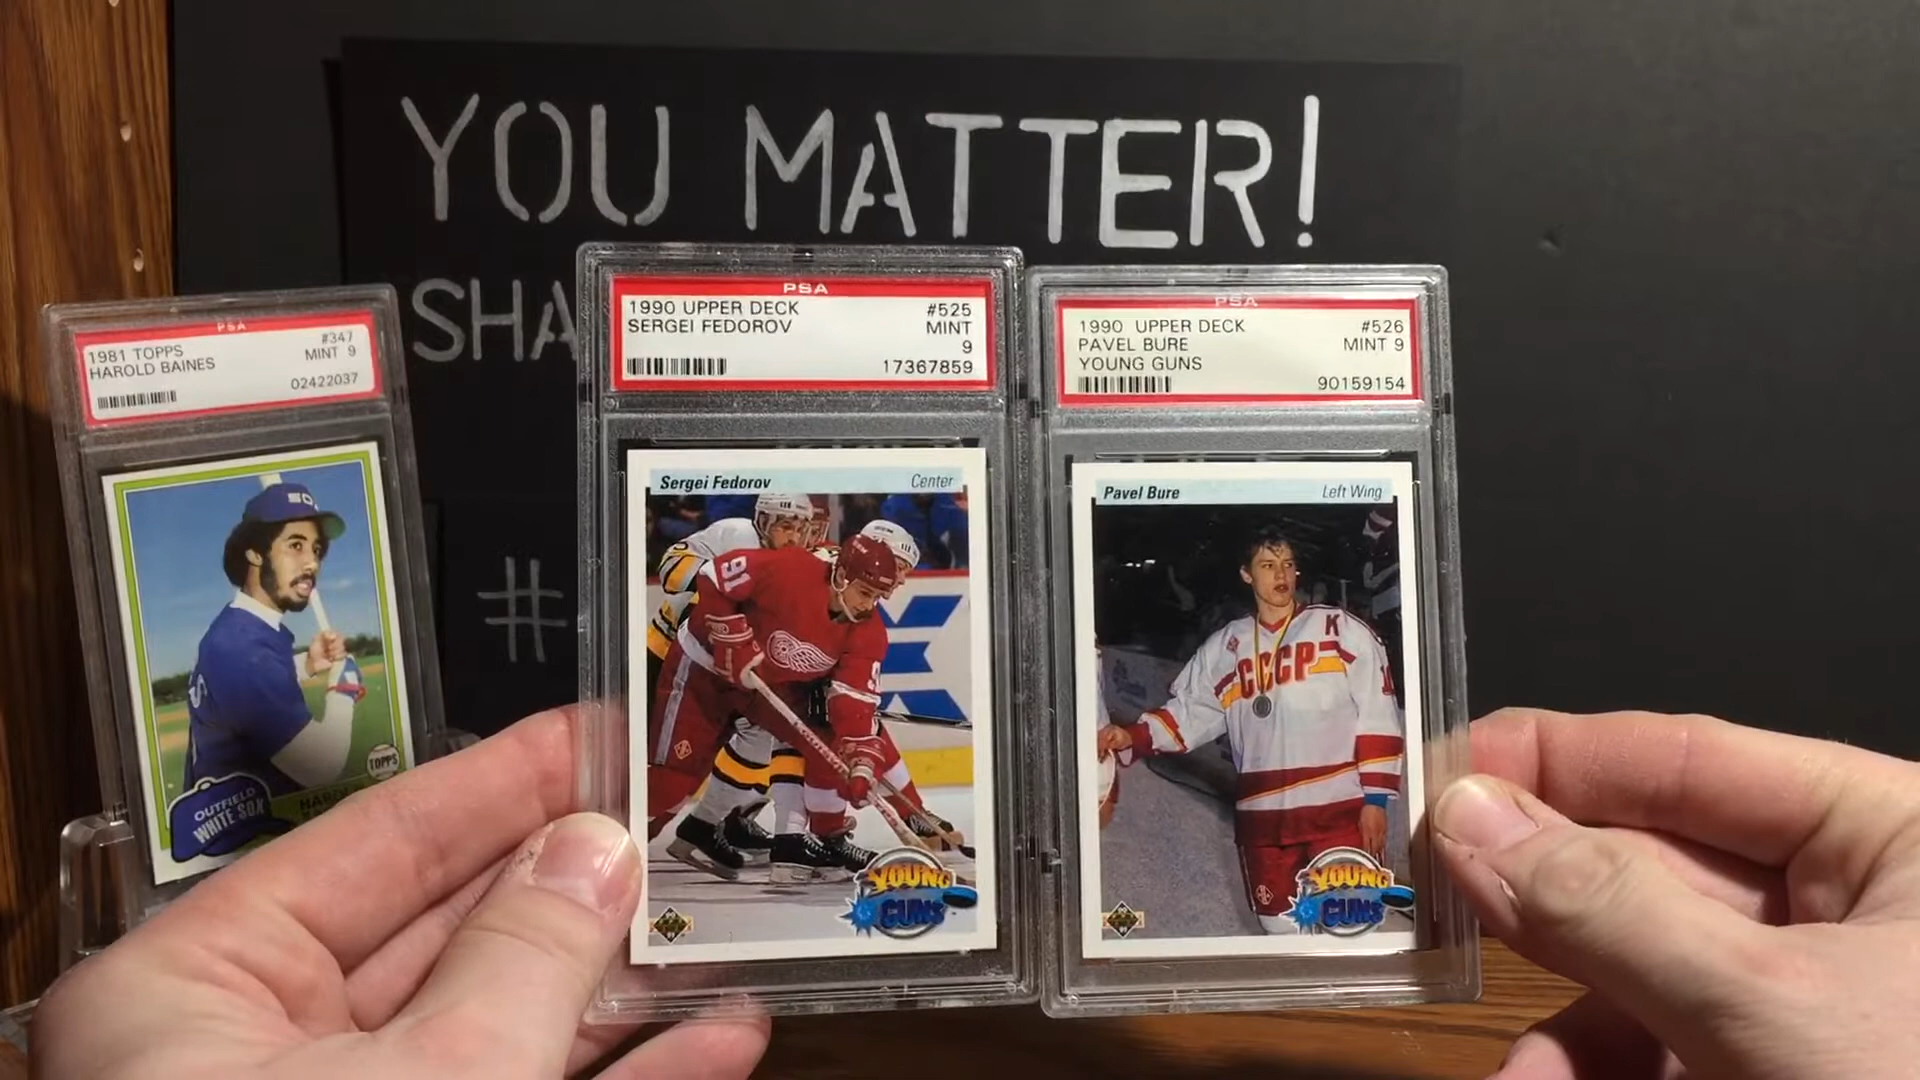 YOU MATTER!
SHA
#
PSA
1981 TOPPS #347
HAROLD BAINES MINT 9
02422037
SOX
OUTFIELD
WHITE SOX
TOPPS
PSA
1990 UPPER DECK #525
SERGEI FEDOROV MINT
9
17367859
Sergei Fedorov Center
91
YOUNG
GUNS
PSA
1990 UPPER DECK #526
PAVEL BURE MINT 9
YOUNG GUNS
90159154
Pavel Bure Left Wing
K
CCCP
YOUNG
GUNS